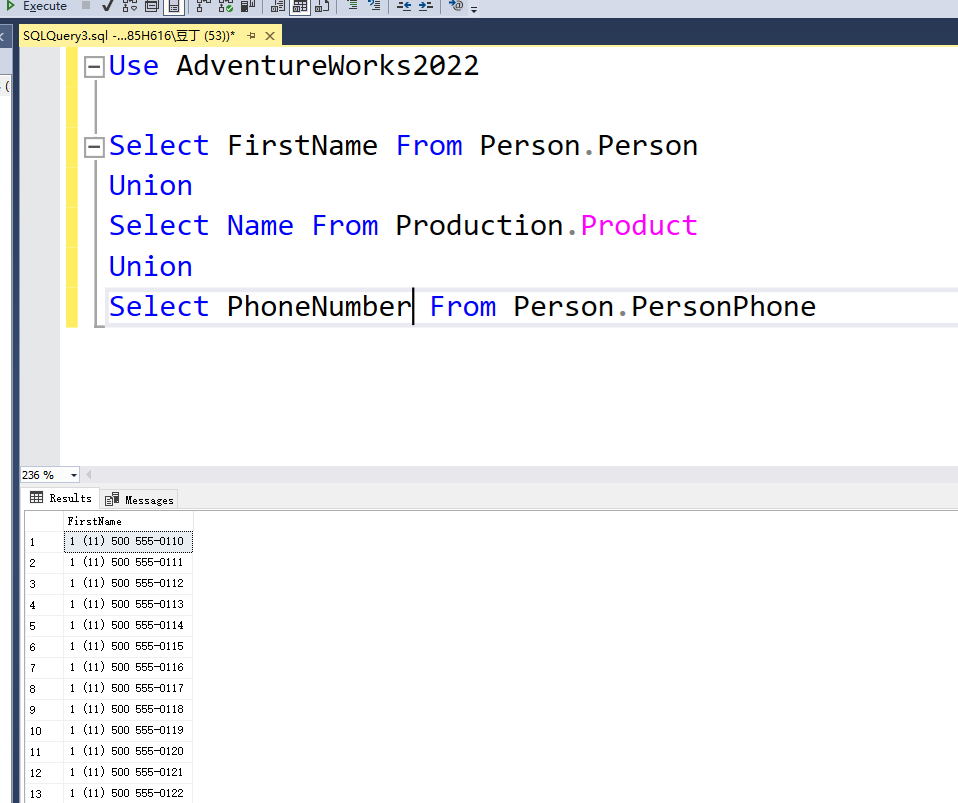 Execute
SQLQuery3.sql -...85H616\豆丁 (53))*
Use AdventureWorks2022
Select FirstName From Person.Person
Union
Select Name From Production.Product
Union
Select PhoneNumber From Person.PersonPhone
236 %
Results Messages
FirstName
1 1 (11) 500 555-0110
2 1 (11) 500 555-0111
3 1 (11) 500 555-0112
4 1 (11) 500 555-0113
5 1 (11) 500 555-0114
6 1 (11) 500 555-0115
7 1 (11) 500 555-0116
8 1 (11) 500 555-0117
9 1 (11) 500 555-0118
10 1 (11) 500 555-0119
11 1 (11) 500 555-0120
12 1 (11) 500 555-0121
13 1 (11) 500 555-0122